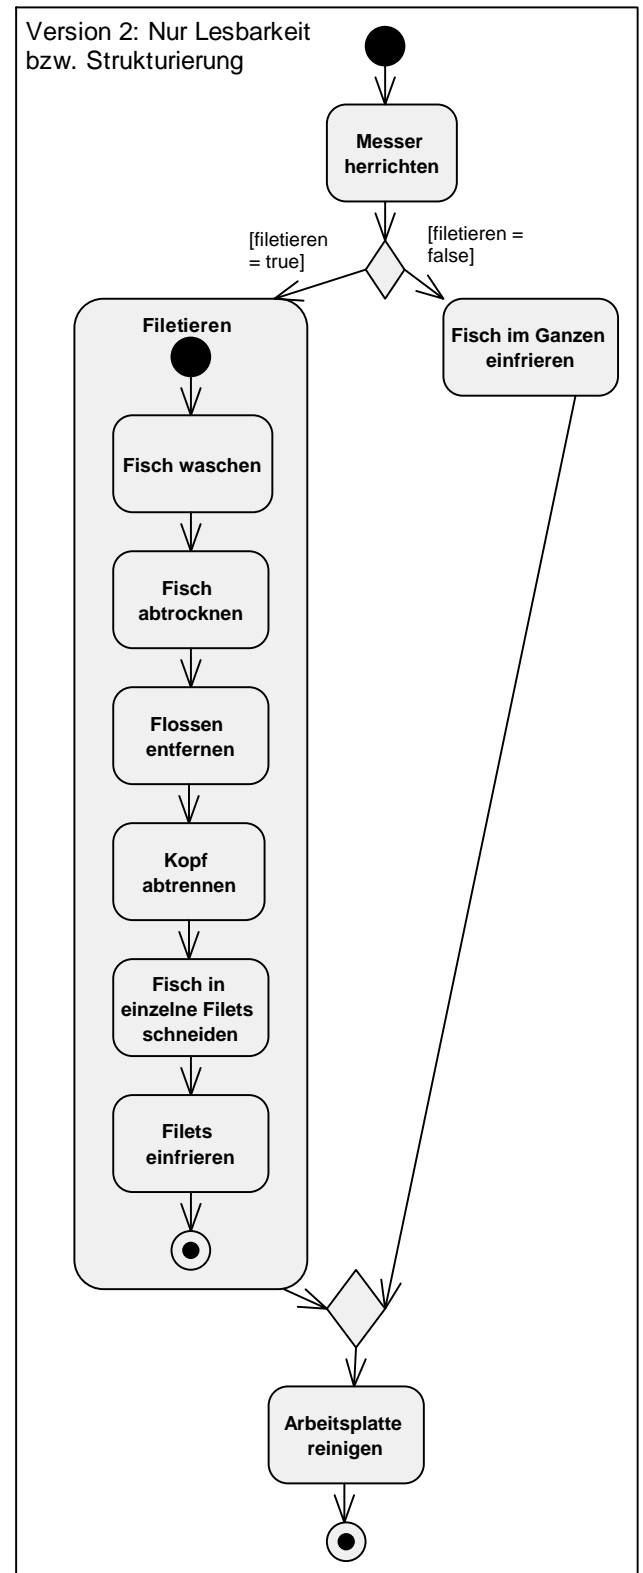 Version 2: Nur Lesbarkeit
bzw. Strukturierung
Messer
herrichten
[filetieren
= true]
[filetieren =
false]
Filetieren
Fisch im Ganzen
einfrieren
Fisch waschen
Fisch
abtrocknen
Flossen
entfernen
Kopf
abtrennen
Fisch in
einzelne Filets
schneiden
Filets
einfrieren
Arbeitsplatte
reinigen